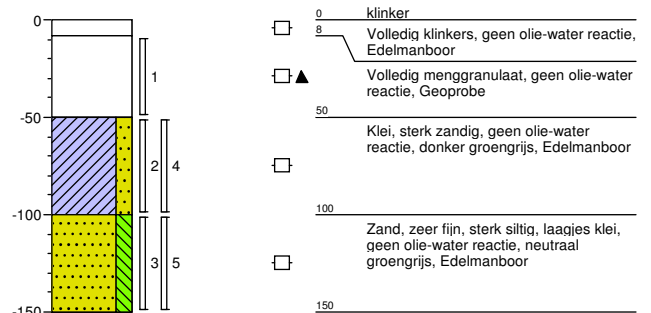 0
-50
-100
-150
1
2
4
3
5
0
klinker
8
Volledig klinkers, geen olie-water reactie,
Edelmanboor
Volledig menggranulaat, geen olie-water
reactie, Geoprobe
50
Klei, sterk zandig, geen olie-water
reactie, donker groengrijs, Edelmanboor
100
Zand, zeer fijn, sterk siltig, laagjes klei,
geen olie-water reactie, neutraal
groengrijs, Edelmanboor
150